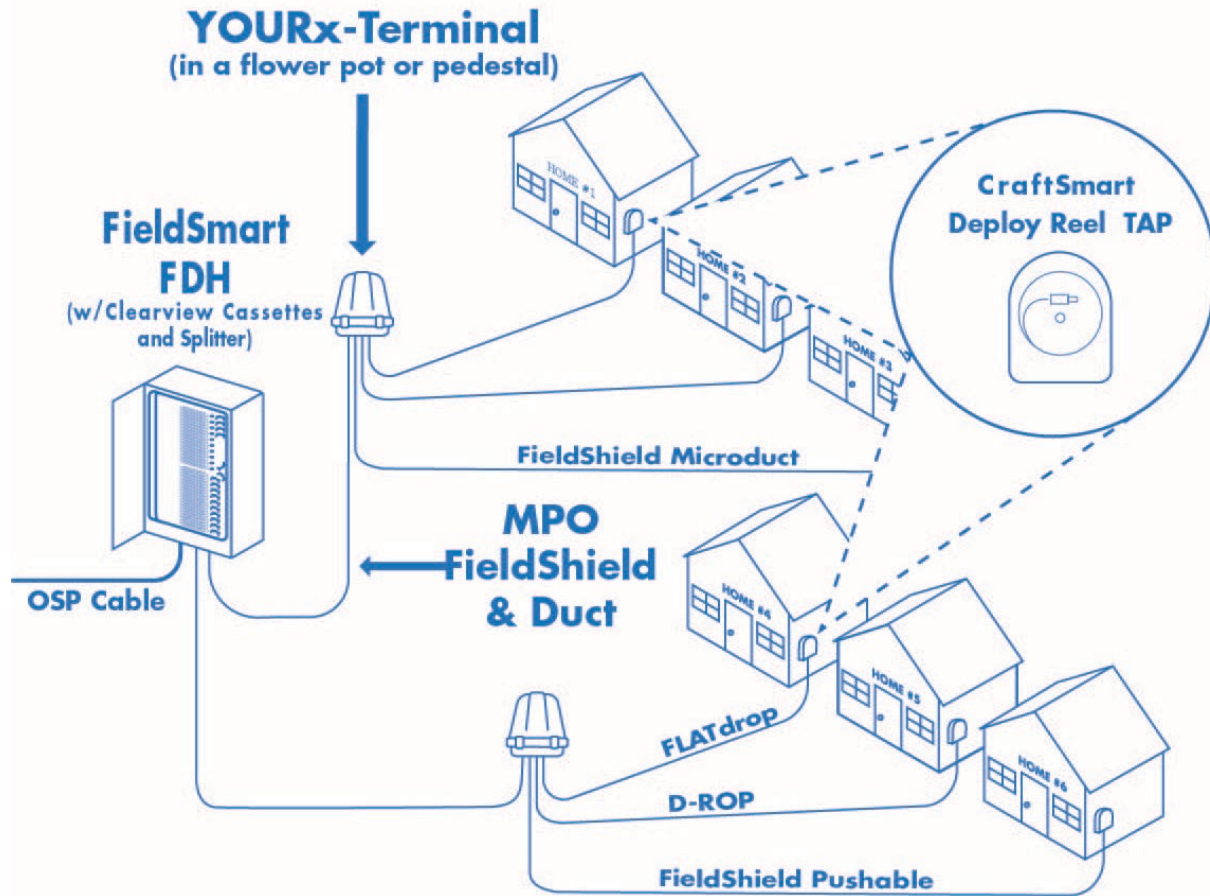 YOURx-Terminal
(in a flower pot or pedestal)
FieldSmart
FDH
(w/Clearview Cassettes
and Splitter)
OSP Cable
HOME #1
HOME #2
HOME #3
CraftSmart
Deploy Reel TAP
FieldShield Microduct
MPO
FieldShield
& Duct
HOME #4
HOME #5
HOME #6
FLATdrop
D-ROP
FieldShield Pushable